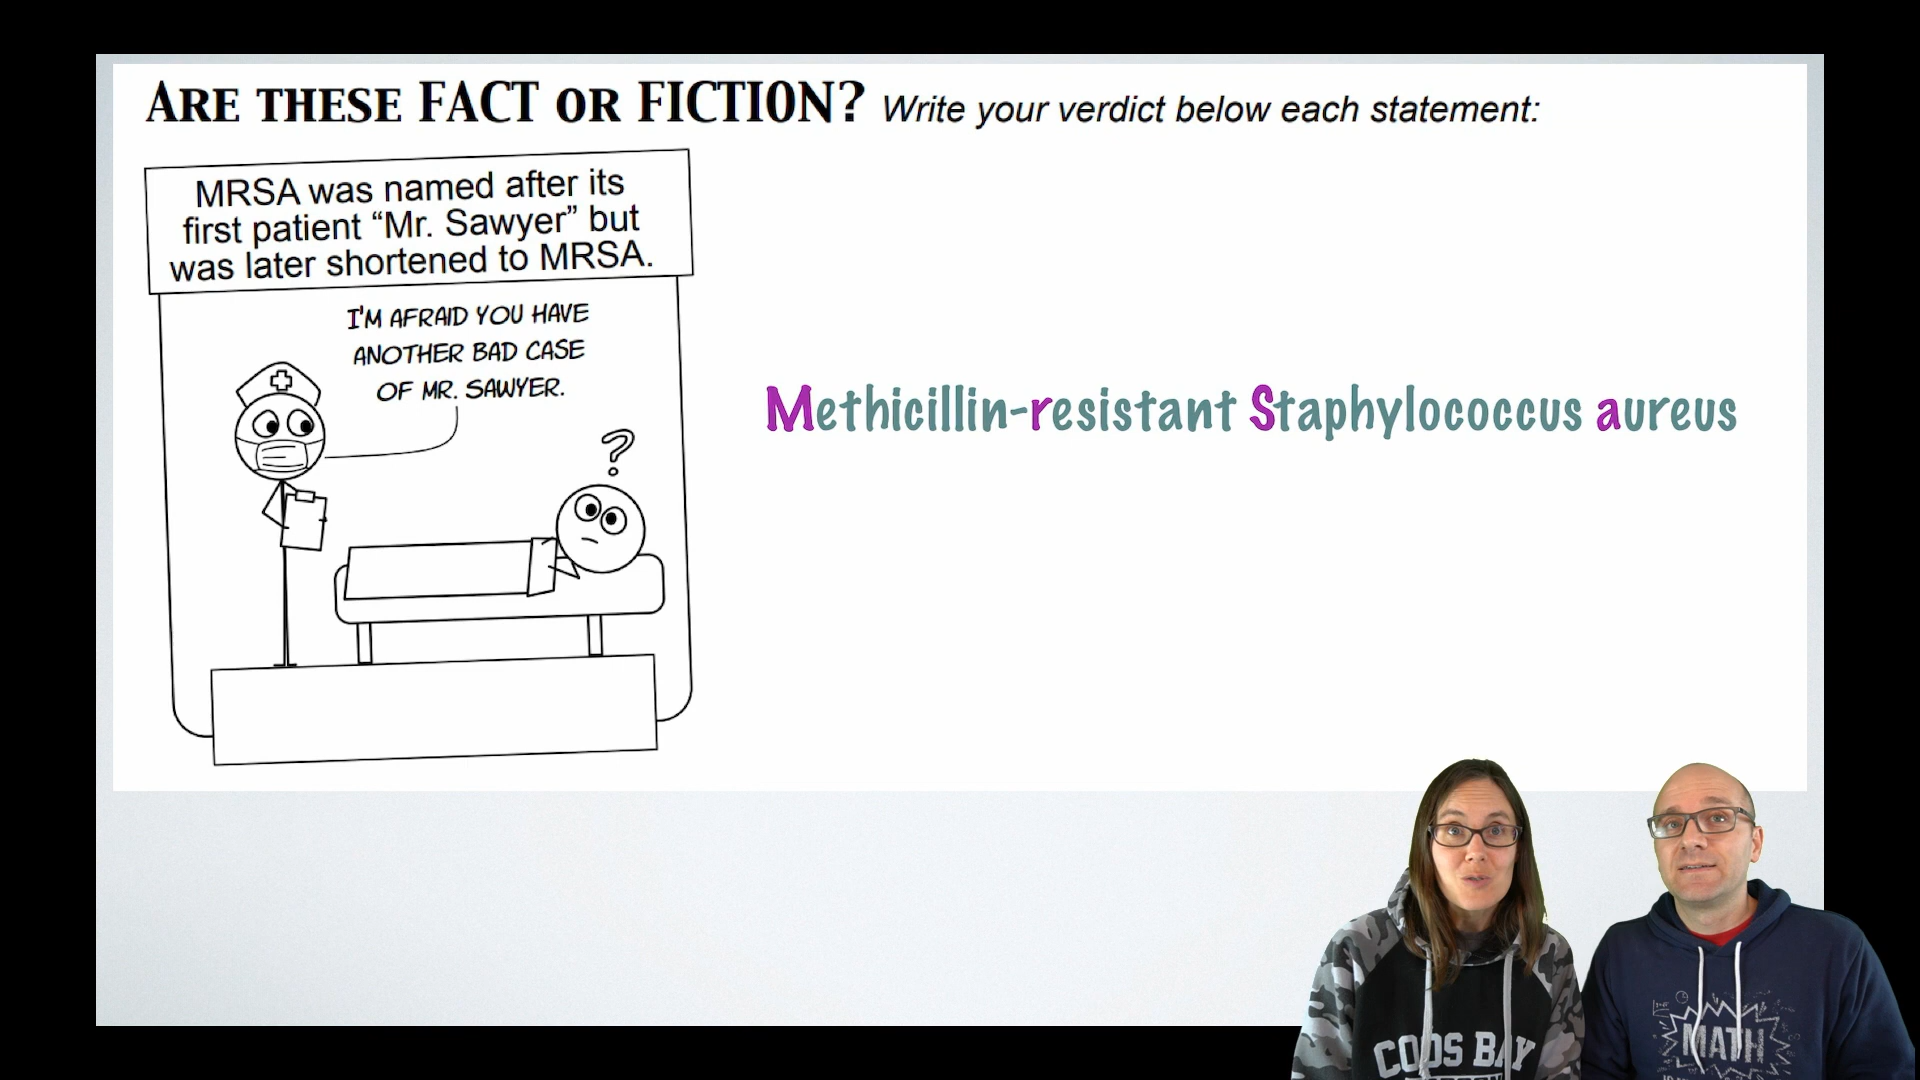 ARE THESE FACT OR FICTION? Write your verdict below each statement:
MRSA was named after its
first patient “Mr. Sawyer” but
was later shortened to MRSA.
I'M AFRAID YOU HAVE
ANOTHER BAD CASE
OF MR. SAWYER.
?
Methicillin-resistant Staphylococcus aureus
COOS BAY
MATH